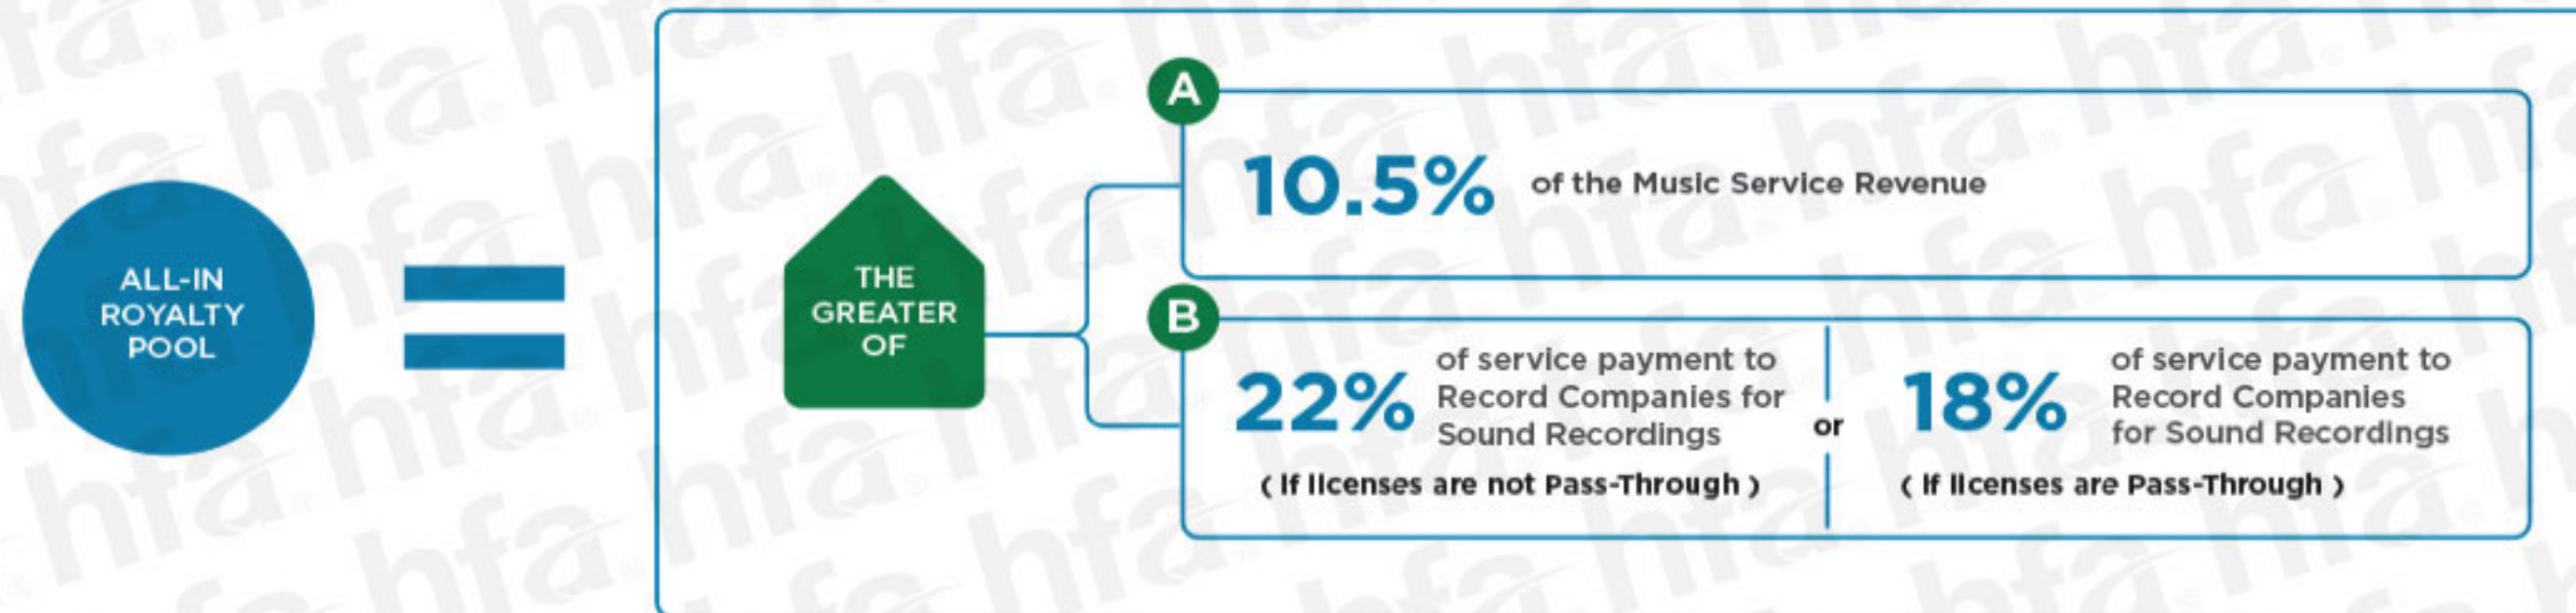 ALL-IN
ROYALTY
POOL
THE
GREATER
OF
A
10.5% of the Music Service Revenue
B
22%
of service payment to
Record Companies for
Sound Recordings
( If licenses are not Pass-Through )
or
18%
of service payment to
Record Companies
for Sound Recordings
( If licenses are Pass-Through )
hfa